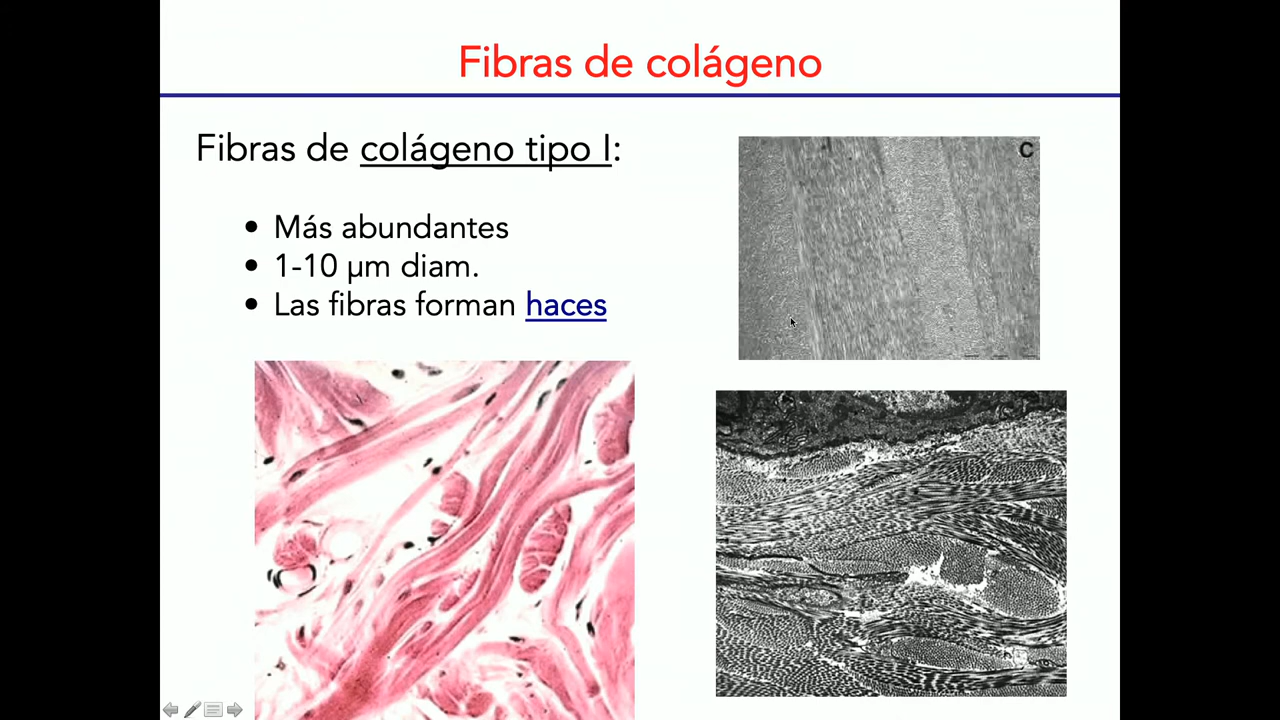 Fibras de colágeno
Fibras de colágeno tipo I:
• Más abundantes
• 1-10 µm diam.
• Las fibras forman haces
C